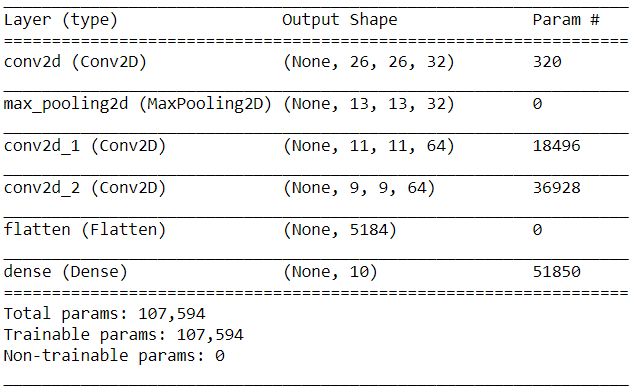 Layer (type) Output Shape Param #
conv2d (Conv2D) (None, 26, 26, 32) 320
max_pooling2d (MaxPooling2D) (None, 13, 13, 32) 0
conv2d_1 (Conv2D) (None, 11, 11, 64) 18496
conv2d_2 (Conv2D) (None, 9, 9, 64) 36928
flatten (Flatten) (None, 5184) 0
dense (Dense) (None, 10) 51850
Total params: 107,594
Trainable params: 107,594
Non-trainable params: 0